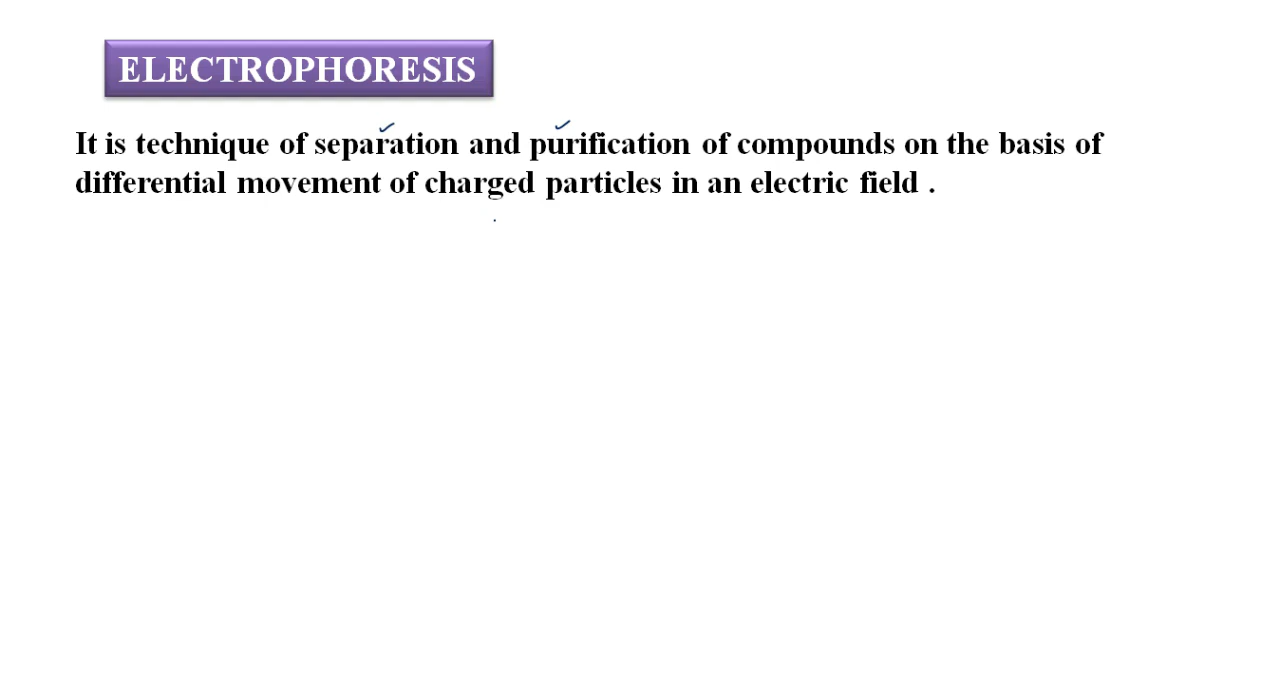 ELECTROPHORESIS
It is technique of separation and purification of compounds on the basis of
differential movement of charged particles in an electric field .